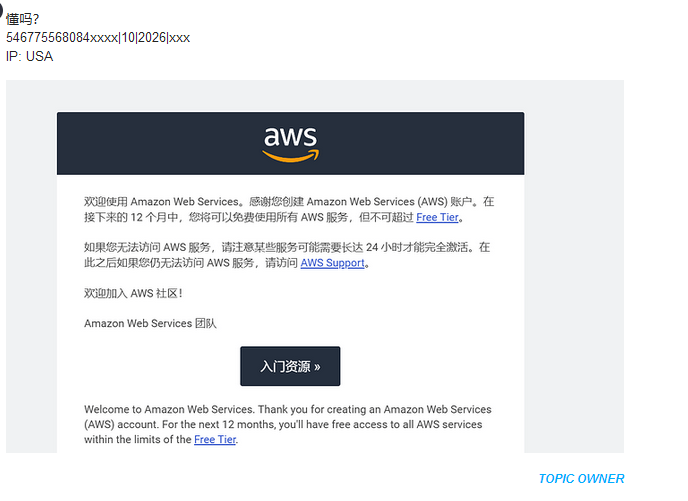 懂吗?
546775568084xxxx|10|2026|xxx
IP: USA
aws
欢迎使用 Amazon Web Services。感谢您创建 Amazon Web Services (AWS) 账户。在
接下来的 12 个月中，您将可以免费使用所有 AWS 服务，但不可超过 Free Tier。
如果您无法访问 AWS 服务，请注意某些服务可能需要长达 24 小时才能完全激活。在
此之后如果您仍无法访问 AWS 服务，请访问 AWS Support。
欢迎加入 AWS 社区！
Amazon Web Services 团队
入门资源 »
Welcome to Amazon Web Services. Thank you for creating an Amazon Web Services
(AWS) account. For the next 12 months, you'll have free access to all AWS services
within the limits of the Free Tier.
TOPIC OWNER